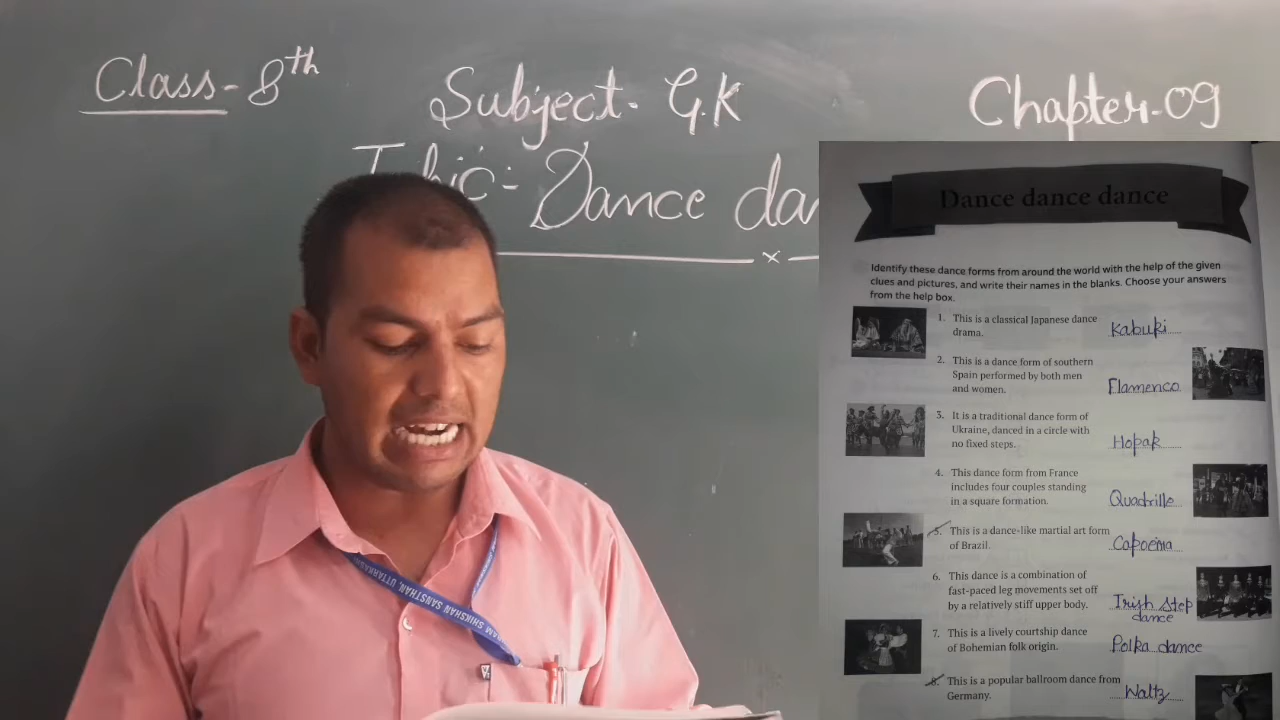 Class-8th
Subject- G.K
Chapter-09
Topic:- Dance dan
x
Dance dance dance
Identify these dance forms from around the world with the help of the given
clues and pictures, and write their names in the blanks. Choose your answers
from the help box.
1. This is a classical Japanese dance
drama.
Kabuki
2. This is a dance form of southern
Spain performed by both men
and women.
Flamenco
3. It is a traditional dance form of
Ukraine, danced in a circle with
no fixed steps.
Hopak
4. This dance form from France
includes four couples standing
in a square formation.
Quadrille
5. This is a dance-like martial art form
of Brazil.
Capoema
6. This dance is a combination of
fast-paced leg movements set off
by a relatively stiff upper body.
Irish Step
dance
7. This is a lively courtship dance
of Bohemian folk origin.
Polka dance
8. This is a popular ballroom dance from
Germany.
Waltz
SHIKSHAN SANSTHAN, UTTARAKAS